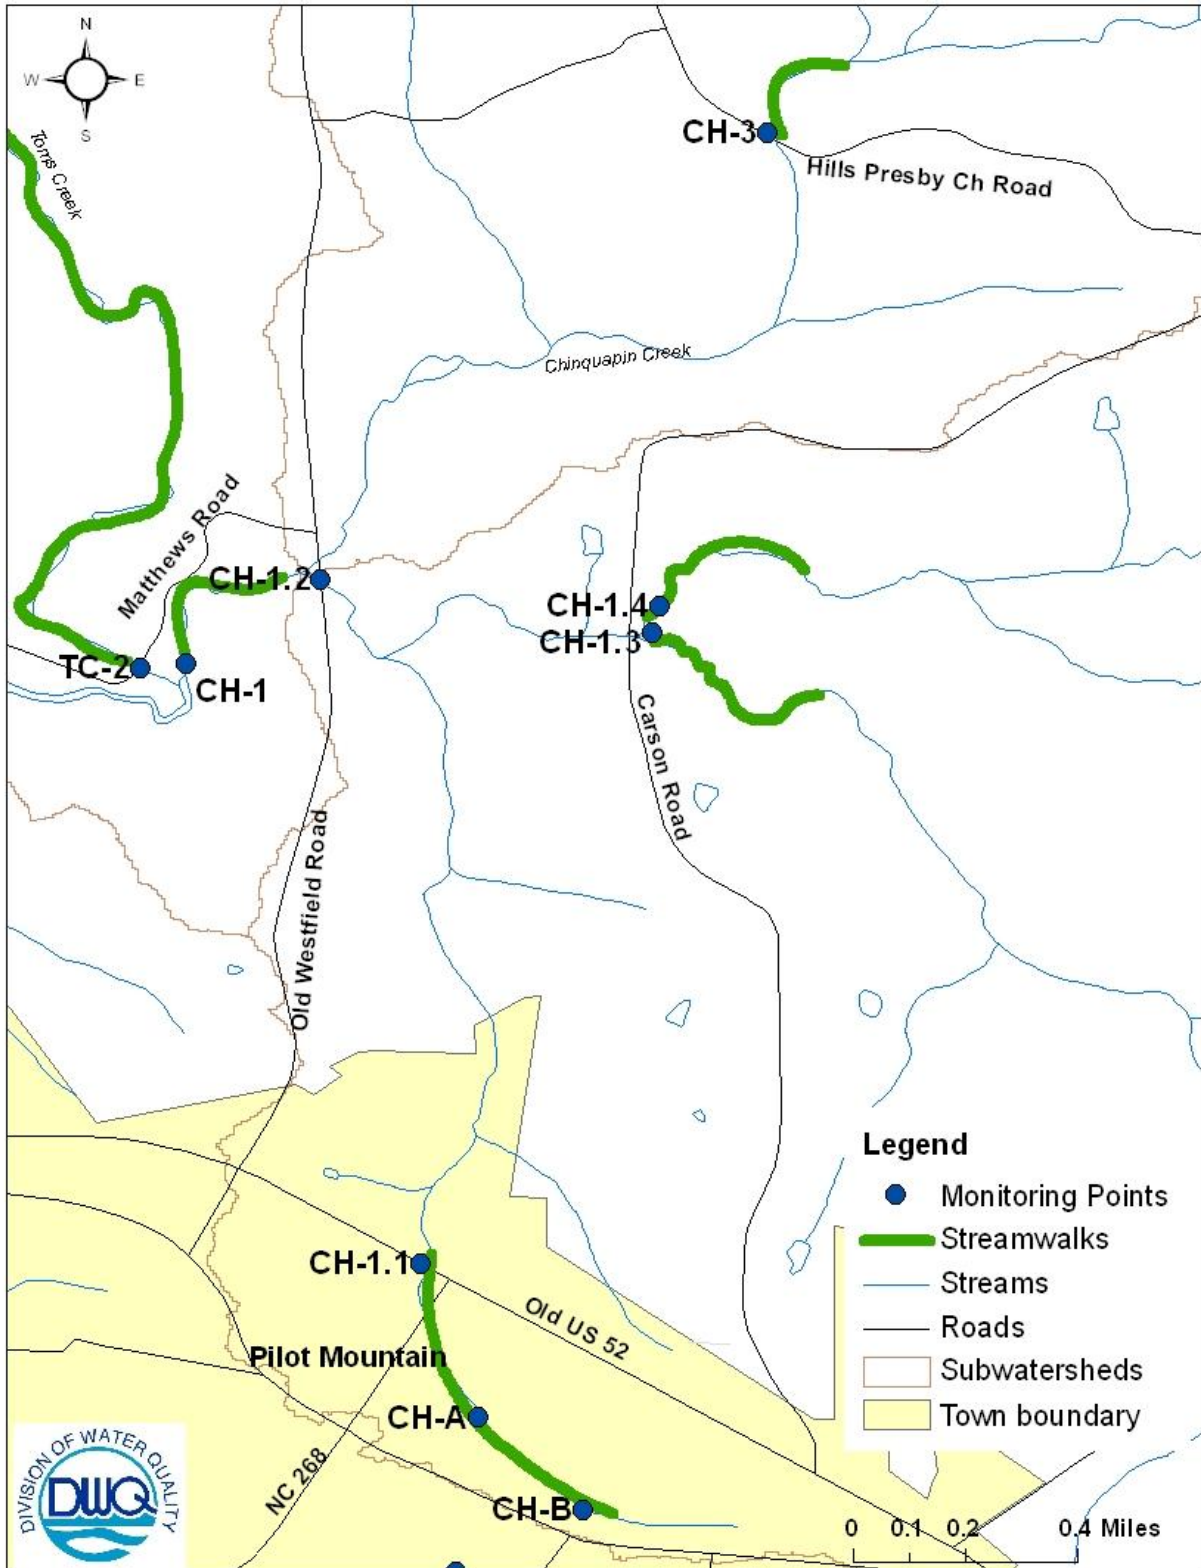 N
W
E
S
Toms Creek
CH-3
Hills Presby Ch Road
Chinquapin Creek
Matthews Road
CH-1.2
CH-1.4
CH-1.3
TC-2
CH-1
Carson Road
Old Westfield Road
CH-1.1
Old US 52
Pilot Mountain
CH-A
NC 268
CH-B
Legend
Monitoring Points
Streamwalks
Streams
Roads
Subwatersheds
Town boundary
0 0.1 0.2 0.4 Miles
DIVISION OF WATER QUALITY
DWQ